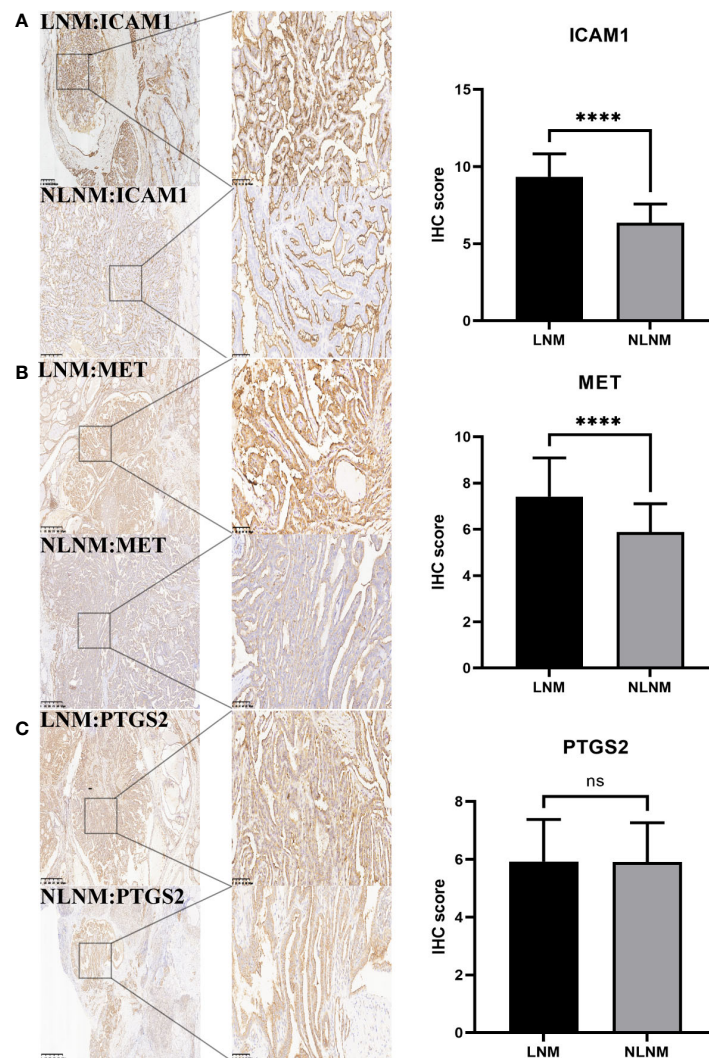 A
LNM:ICAM1
NLNM:ICAM1
ICAM1
15
10
5
0
IHC score
****
LNM
NLNM
B
LNM:MET
NLNM:MET
MET
10
8
6
4
2
0
IHC score
****
LNM
NLNM
C
LNM:PTGS2
NLNM:PTGS2
PTGS2
8
6
4
2
0
IHC score
ns
LNM
NLNM